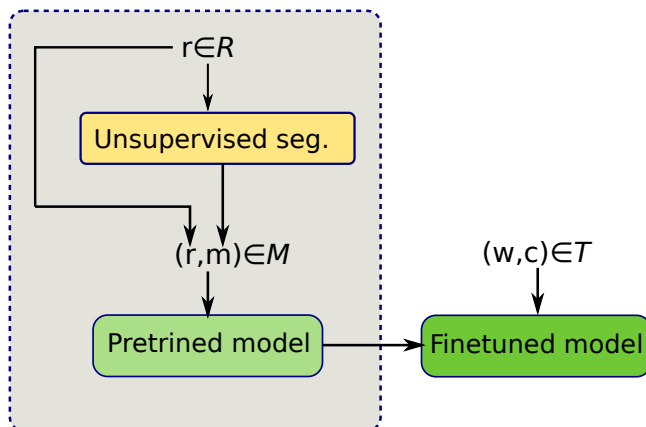 r∈R
Unsupervised seg.
(r,m)∈M
(w,c)∈T
Pretrined model
Finetuned model